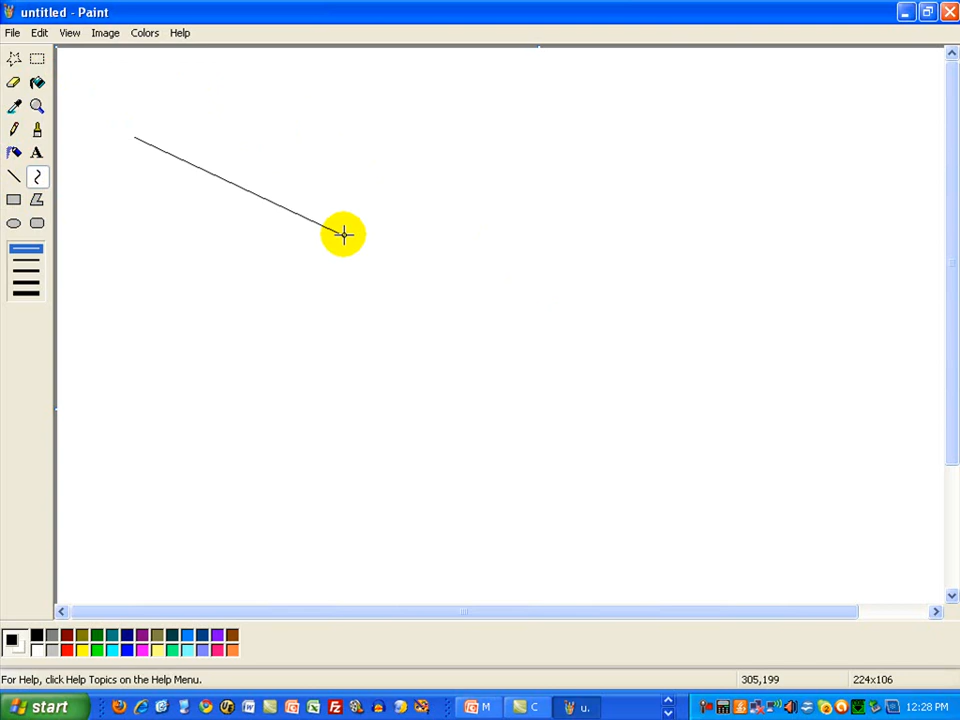 untitled - Paint
File Edit View Image Colors Help
A
For Help, click Help Topics on the Help Menu.
305,199
224x106
start
M
C
u.
12:28 PM